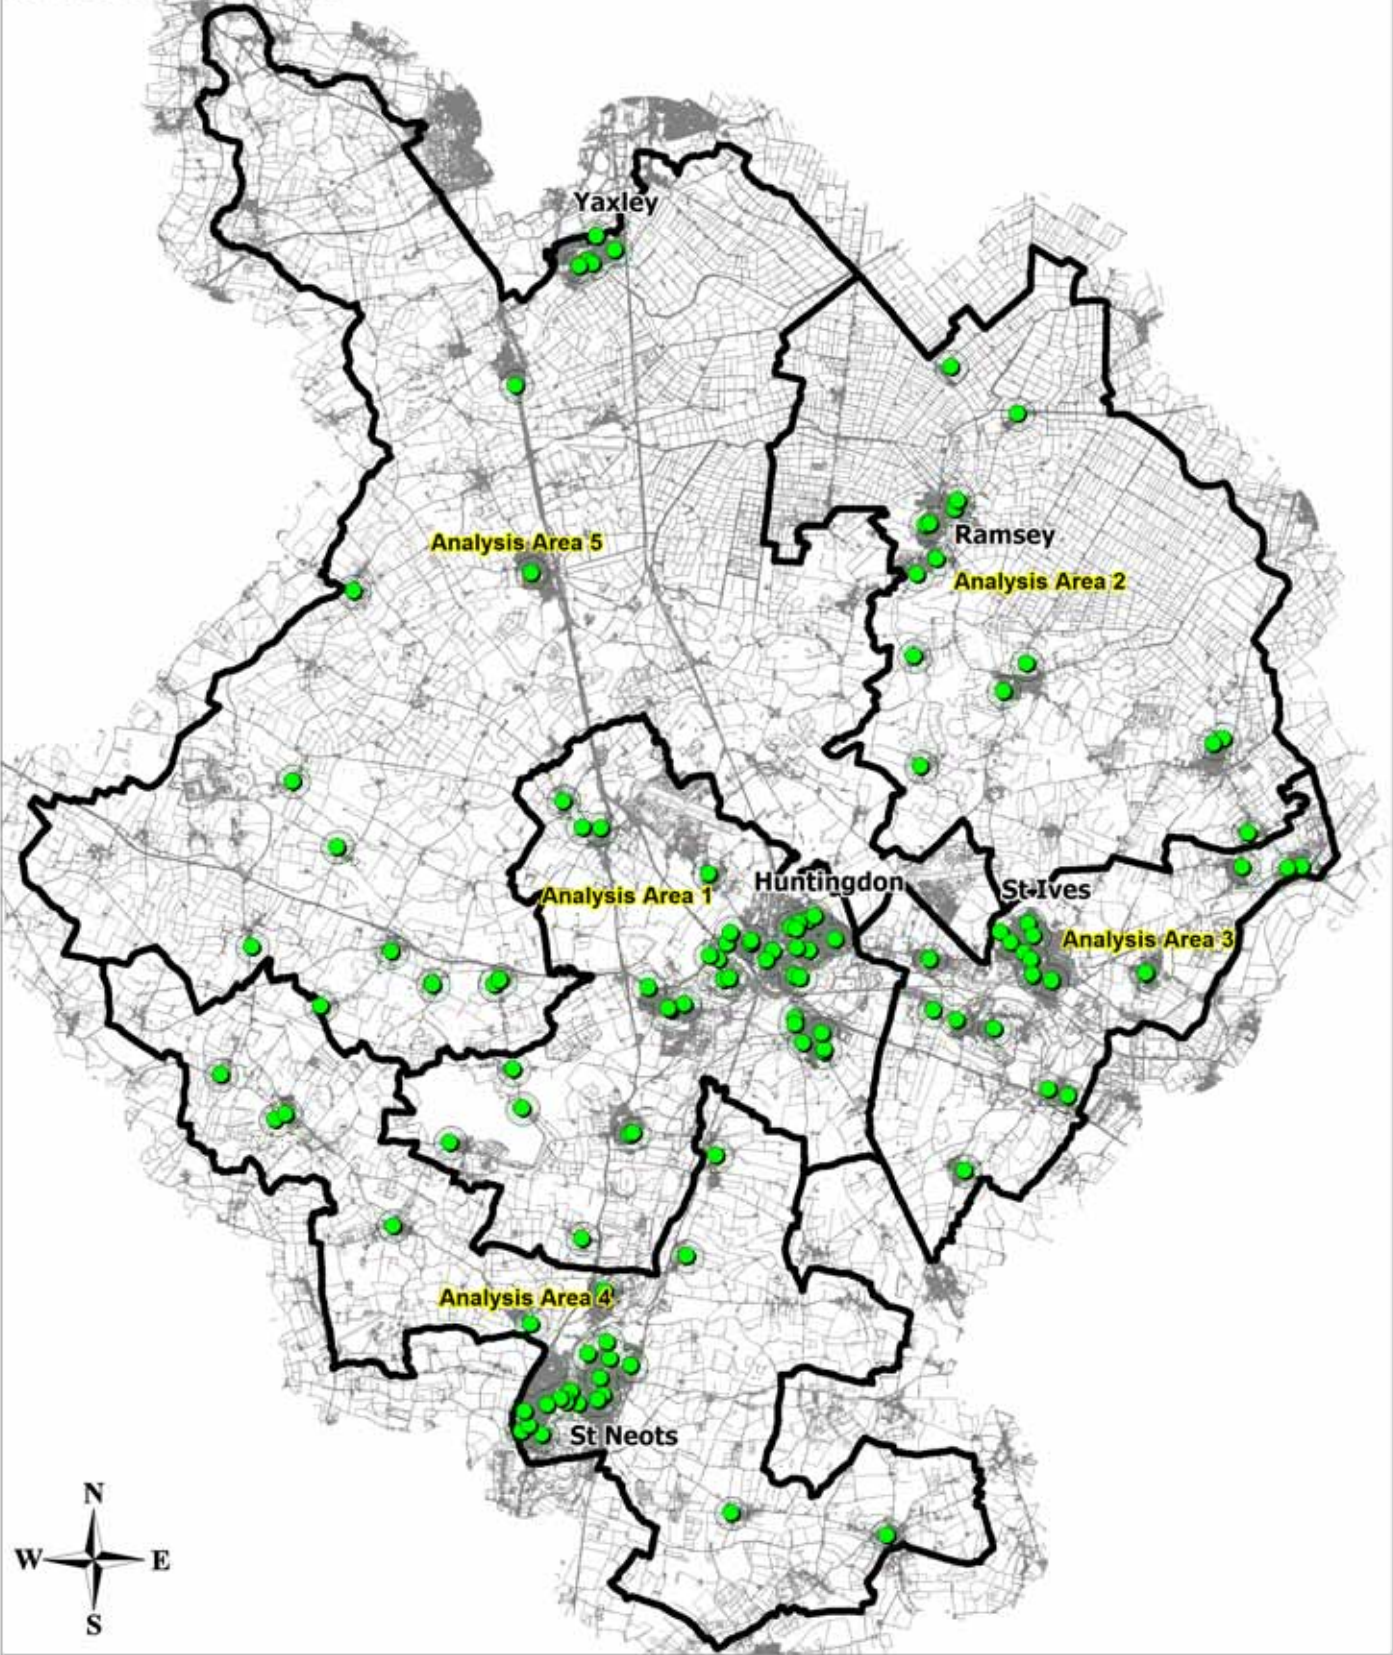 Yaxley
Analysis Area 5
Ramsey
Analysis Area 2
Huntingdon
St Ives
Analysis Area 1
Analysis Area 3
Analysis Area 4
St Neots
N
W E
S